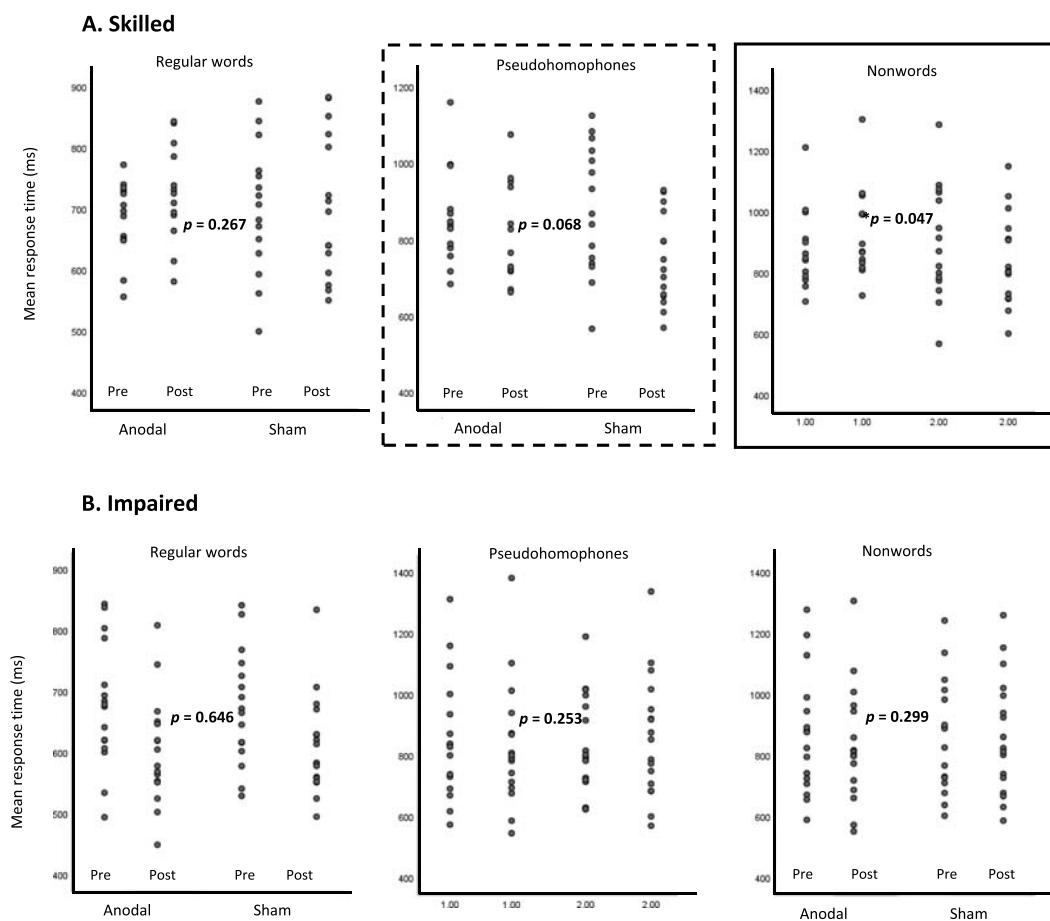 A. Skilled
Regular words
Pseudohomophones
Nonwords
Mean response time (ms)
900
800
700
600
500
400
p = 0.267
Pre Post Pre Post
Anodal Sham
1200
1000
800
600
400
p = 0.068
Pre Post Pre Post
Anodal Sham
1400
1200
1000
800
600
400
*p = 0.047
1.00 1.00 2.00 2.00
B. Impaired
Regular words
Pseudohomophones
Nonwords
Mean response time (ms)
900
800
700
600
500
400
p = 0.646
Pre Post Pre Post
Anodal Sham
1400
1200
1000
800
600
400
p = 0.253
1.00 1.00 2.00 2.00
1400
1200
1000
800
600
400
p = 0.299
Pre Post Pre Post
Anodal Sham